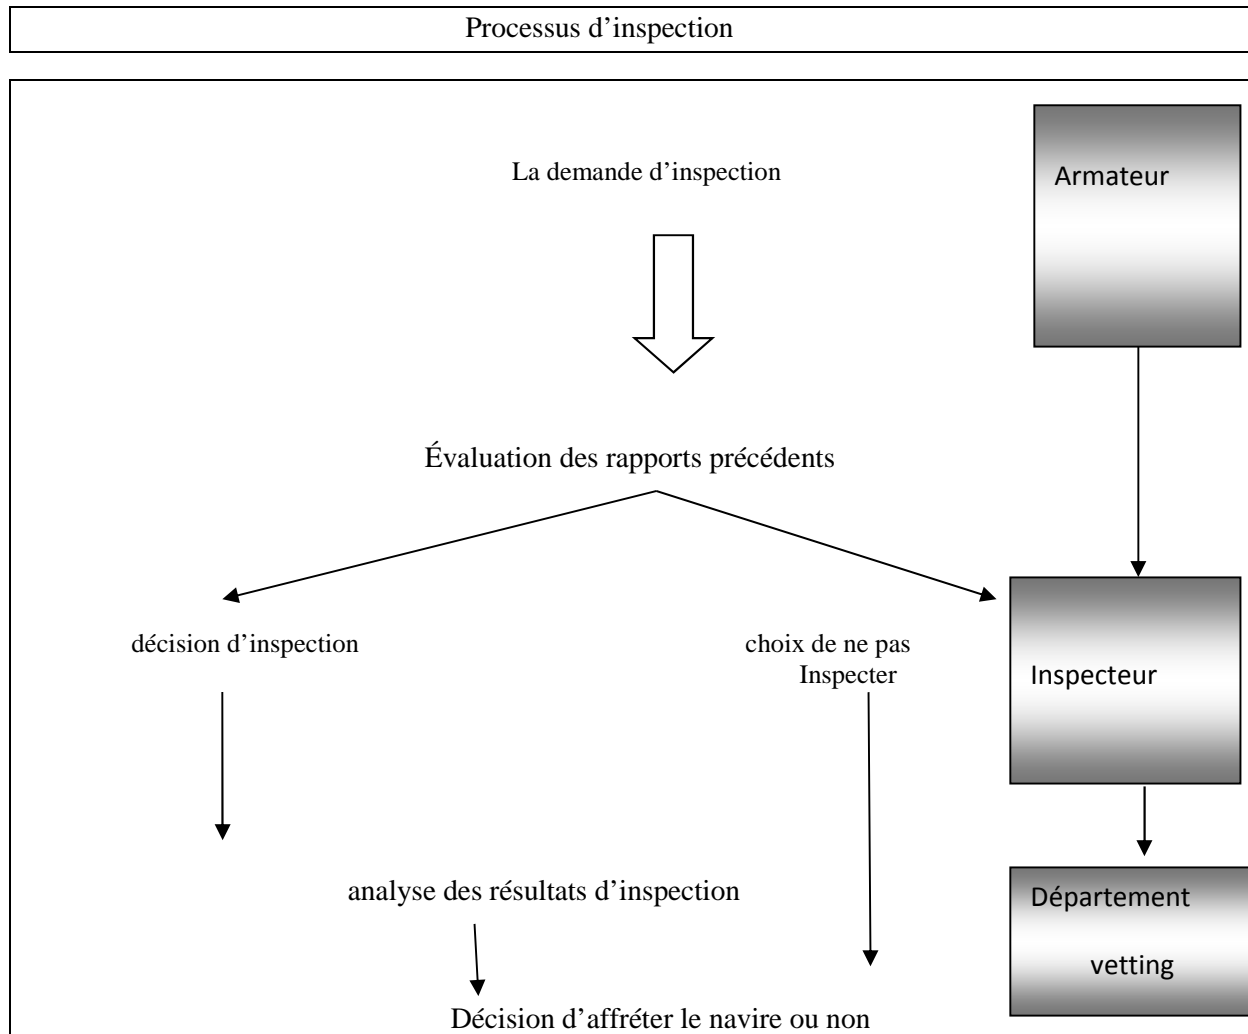 Processus d’inspection
La demande d’inspection
Armateur
Évaluation des rapports précédents
décision d’inspection
choix de ne pas
Inspecter
Inspecteur
analyse des résultats d’inspection
Département
vetting
Décision d’affréter le navire ou non